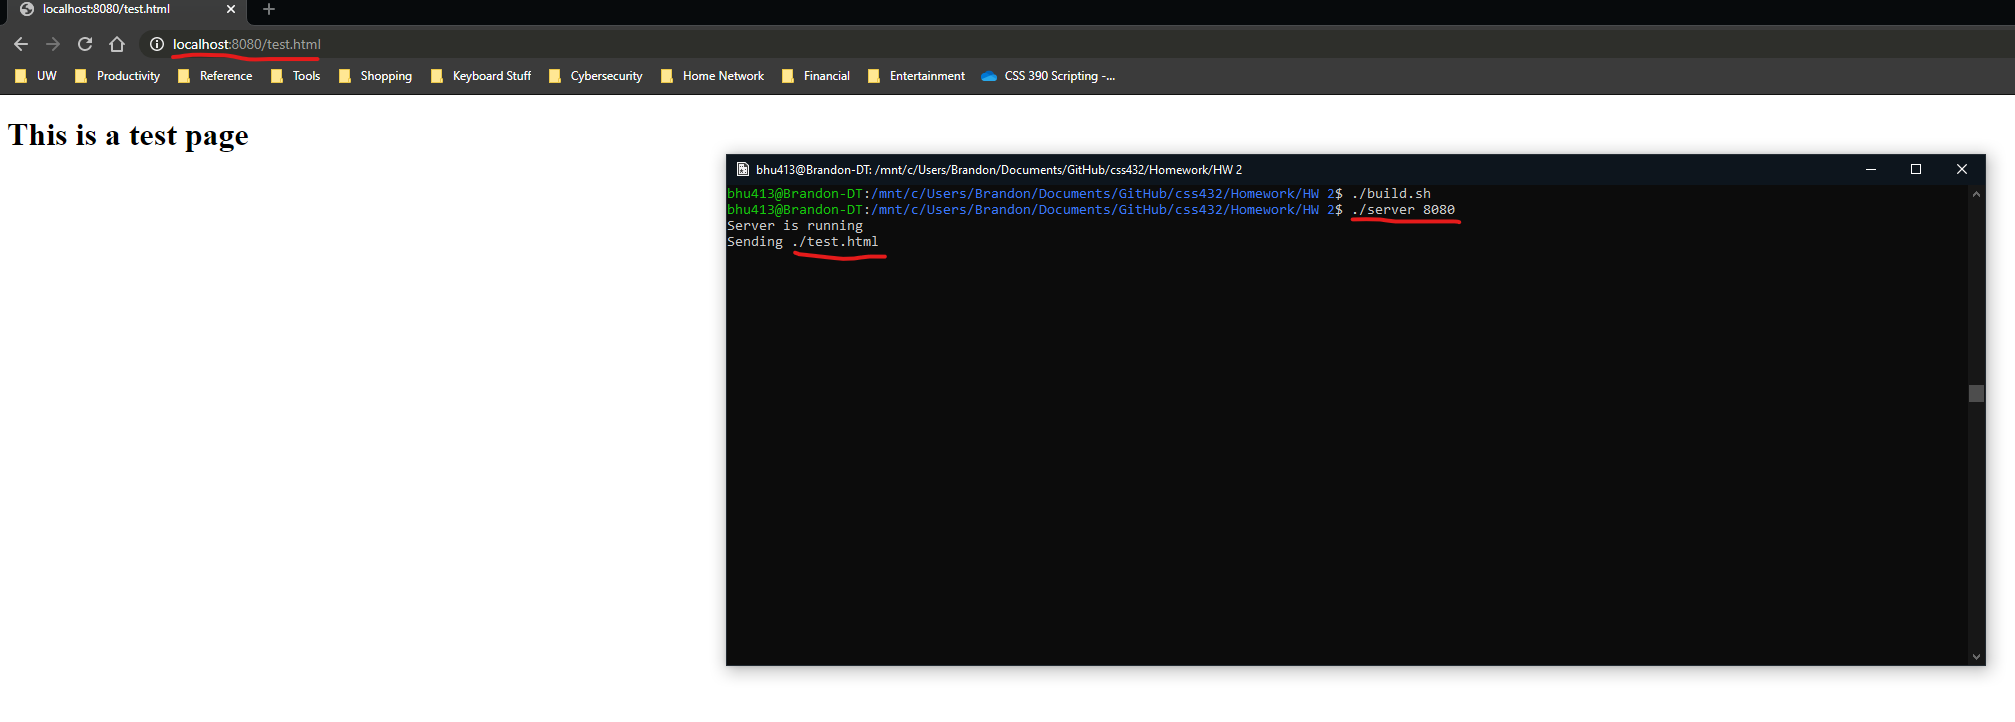 localhost:8080/test.html
localhost:8080/test.html
UW Productivity Reference Tools Shopping Keyboard Stuff Cybersecurity Home Network Financial Entertainment CSS 390 Scripting -...
This is a test page
bhu413@Brandon-DT: /mnt/c/Users/Brandon/Documents/GitHub/css432/Homework/HW 2
bhu413@Brandon-DT:/mnt/c/Users/Brandon/Documents/GitHub/css432/Homework/HW 2$ ./build.sh
bhu413@Brandon-DT:/mnt/c/Users/Brandon/Documents/GitHub/css432/Homework/HW 2$ ./server 8080
Server is running
Sending ./test.html